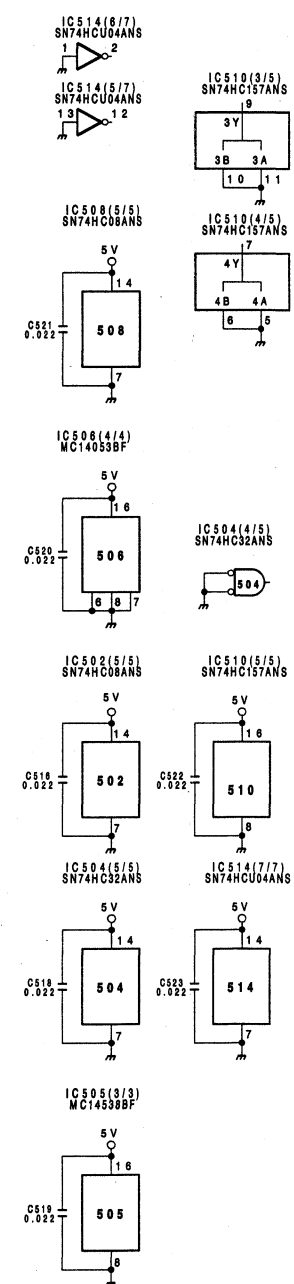 IC514(6/7)
SN74HCU04ANS
1 2
IC514(5/7)
SN74HCU04ANS
13 12
IC510(3/5)
SN74HC157ANS
9
3Y
3B 3A
10 11
IC508(5/5)
SN74HC08ANS
5V
14
C521
0.022
508
7
IC510(4/5)
SN74HC157ANS
7
4Y
4B 4A
6 5
IC506(4/4)
MC14053BF
5V
16
C520
0.022
506
6 8 7
IC504(4/5)
SN74HC32ANS
504
IC502(5/5)
SN74HC08ANS
5V
14
C516
0.022
502
7
IC510(5/5)
SN74HC157ANS
5V
16
C522
0.022
510
8
IC504(5/5)
SN74HC32ANS
5V
14
C518
0.022
504
7
IC514(7/7)
SN74HCU04ANS
5V
14
C523
0.022
514
7
IC505(3/3)
MC14538BF
5V
16
C519
0.022
505
8